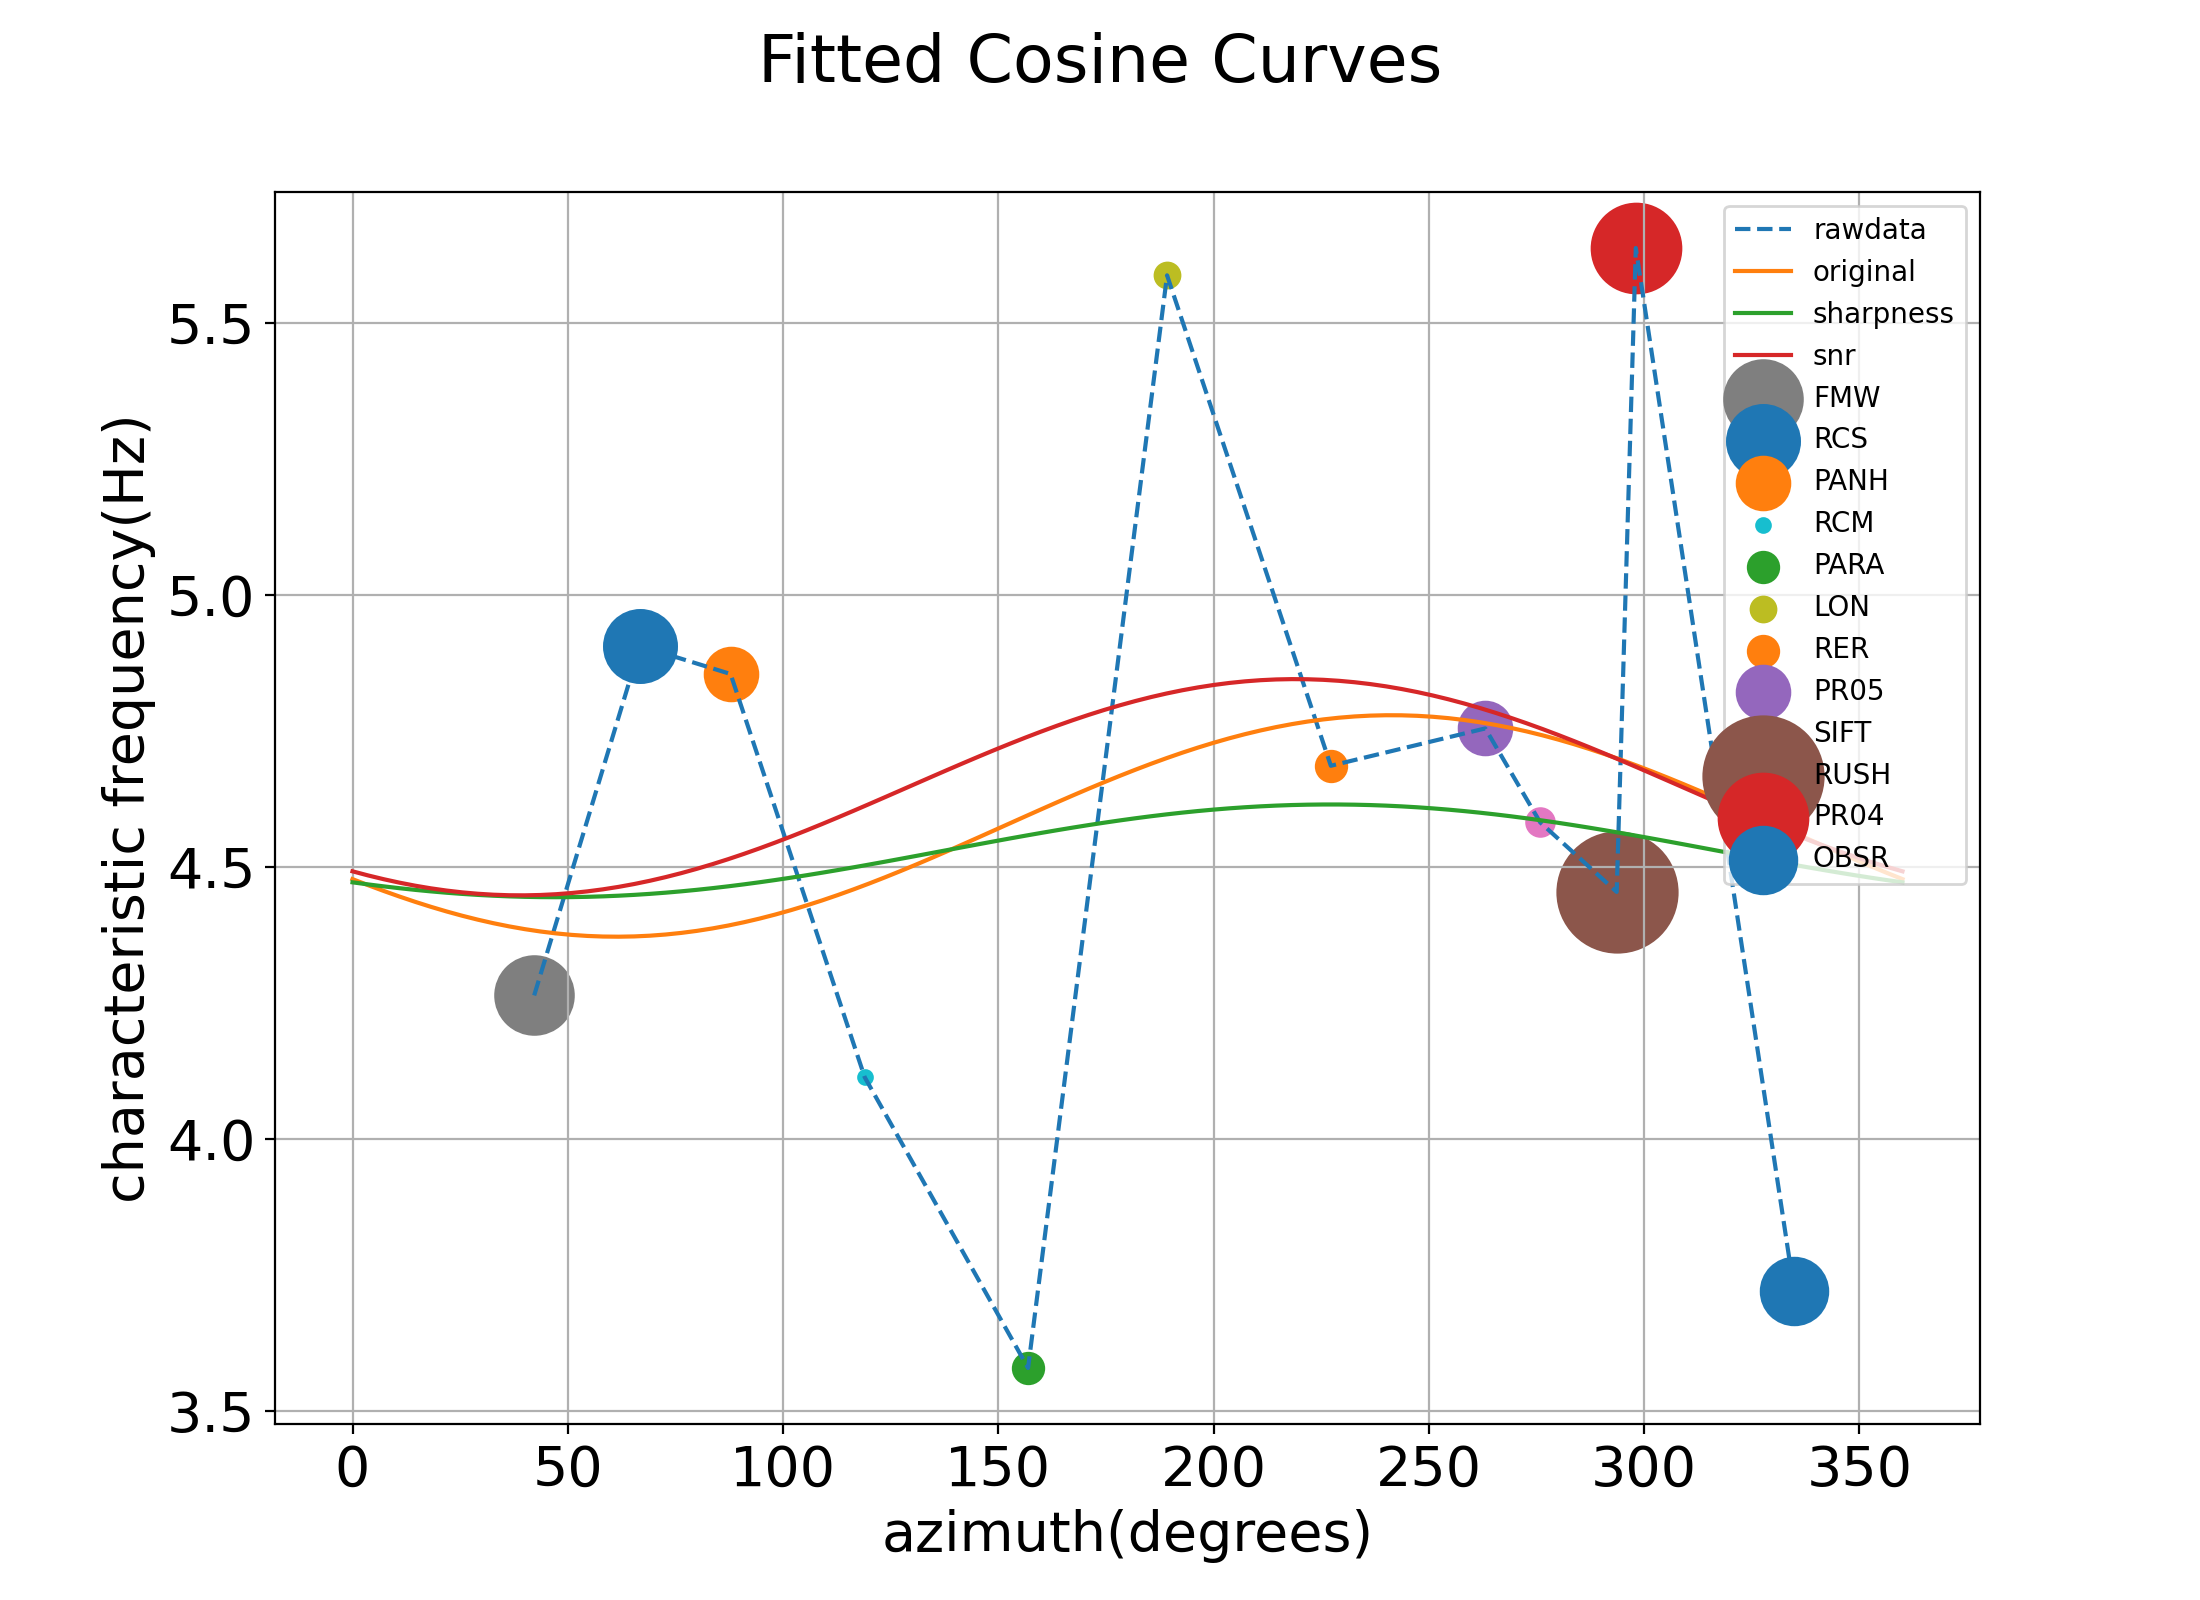 Fitted Cosine Curves
characteristic frequency(Hz)
5.5
5.0
4.5
4.0
3.5
0 50 100 150 200 250 300 350
azimuth(degrees)
rawdata
original
sharpness
snr
FMW
RCS
PANH
RCM
PARA
LON
RER
PR05
SIFT
RUSH
PR04
OBSR